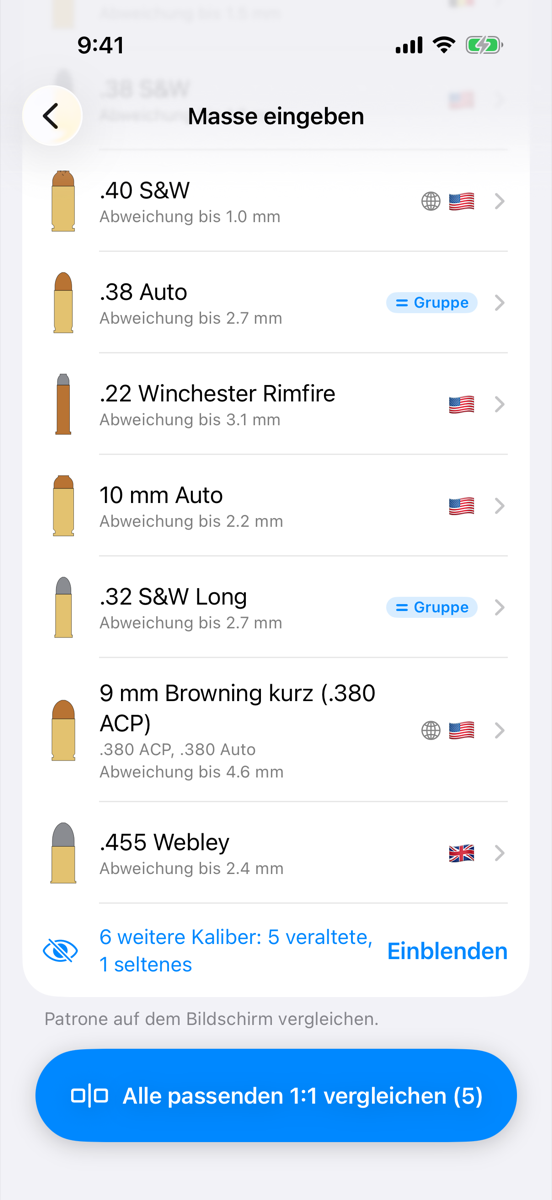 9:41
.38 S&W
Masse eingeben
.40 S&W
Abweichung bis 1.0 mm
.38 Auto
Abweichung bis 2.7 mm
= Gruppe
.22 Winchester Rimfire
Abweichung bis 3.1 mm
10 mm Auto
Abweichung bis 2.2 mm
.32 S&W Long
Abweichung bis 2.7 mm
= Gruppe
9 mm Browning kurz (.380
ACP)
.380 ACP, .380 Auto
Abweichung bis 4.6 mm
.455 Webley
Abweichung bis 2.4 mm
6 weitere Kaliber: 5 veraltete,
1 seltenes
Einblenden
Patrone auf dem Bildschirm vergleichen.
Alle passenden 1:1 vergleichen (5)